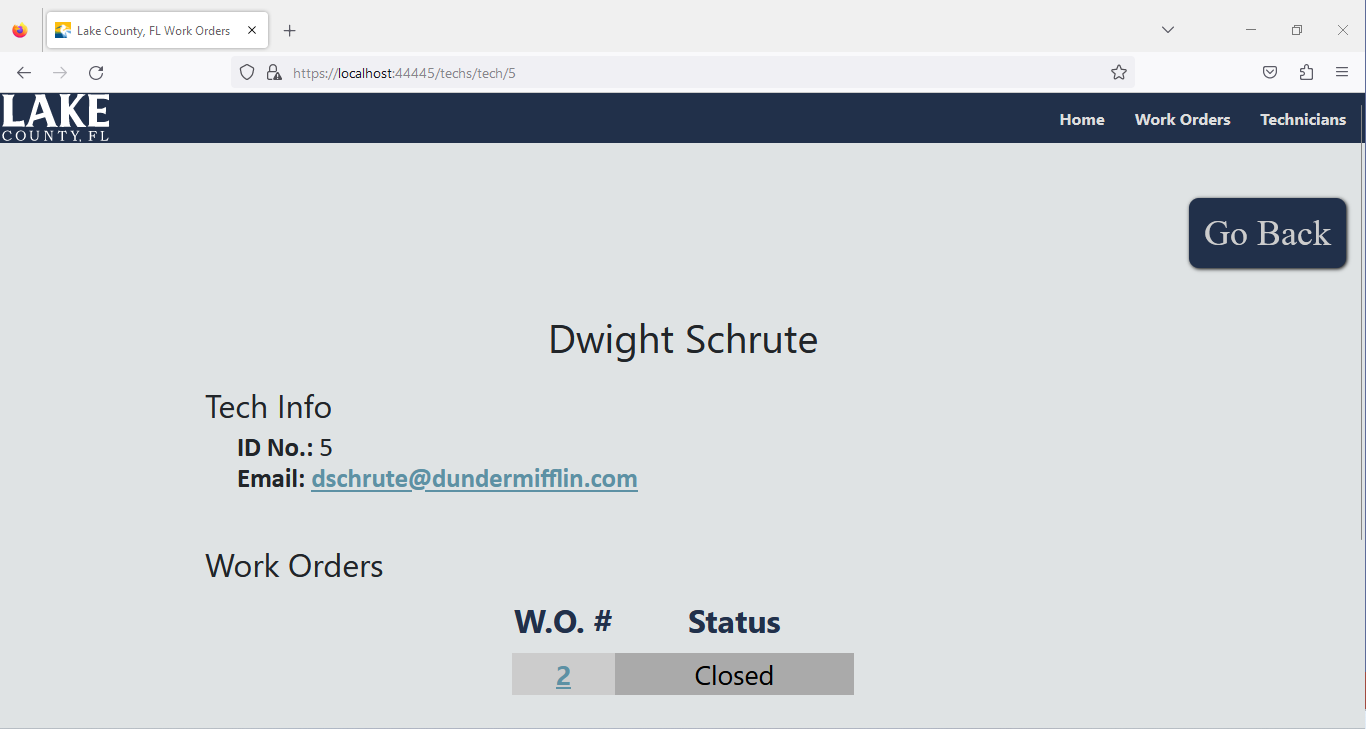 Lake County, FL Work Orders
https://localhost:44445/techs/tech/5
LAKE
COUNTY, FL
Home Work Orders Technicians
Go Back
Dwight Schrute
Tech Info
ID No.: 5
Email: dschrute@dundermifflin.com
Work Orders
W.O. # Status
2 Closed